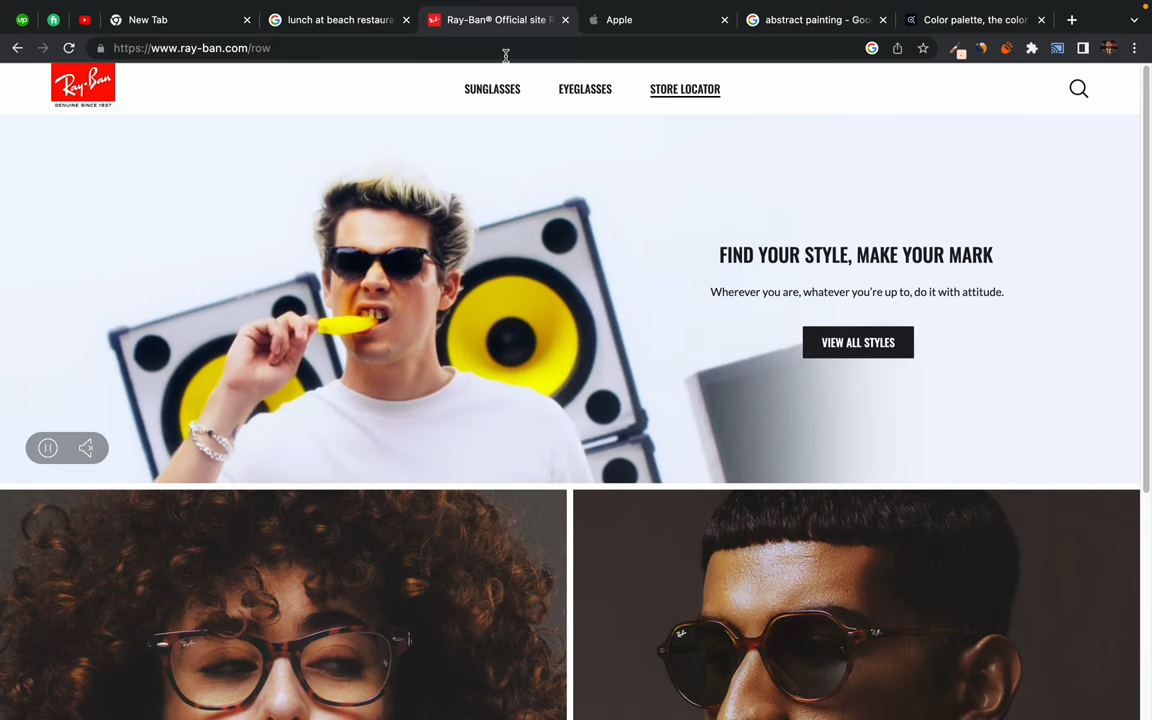 New Tab
lunch at beach restaura
Ray-Ban® Official site R
Apple
abstract painting - Goo
Color palette, the color
https://www.ray-ban.com/row
Ray-Ban
GENUINE SINCE 1937
SUNGLASSES
EYEGLASSES
STORE LOCATOR
FIND YOUR STYLE, MAKE YOUR MARK
Wherever you are, whatever you're up to, do it with attitude.
VIEW ALL STYLES